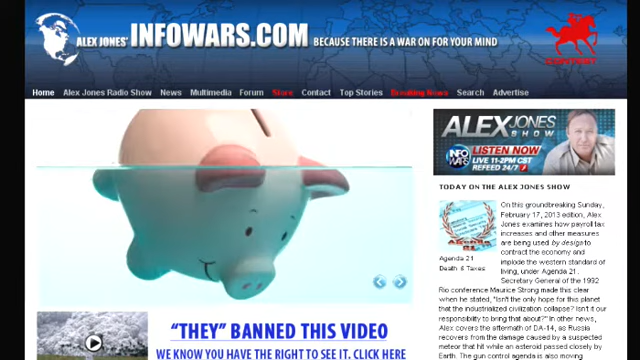 ALEX JONES' INFOWARS.COM BECAUSE THERE IS A WAR ON FOR YOUR MIND
Home Alex Jones Radio Show News Multimedia Forum Store Contact Top Stories Breaking News Search Advertise
ALEX JONES
SHOW
INFO WARS
LISTEN NOW
LIVE 11-2PM CST
REFEED 24/7
TODAY ON THE ALEX JONES SHOW
Agenda
21
Agenda 21
Death & Taxes
On this groundbreaking Sunday,
February 17, 2013 edition, Alex
Jones examines how payroll tax
increases and other measures
are being used by design to
contract the economy and
implode the western standard of
living, under Agenda 21.
Secretary General of the 1992
Rio conference Maurice Strong made this clear
when he stated, "Isn't the only hope for this planet
that the industrialized civilization collapse? Isn't it our
responsibility to bring that about?" In other news,
Alex covers the aftermath of DA-14, as Russia
recovers from the damage caused by a suspected
meteor that hit while an asteroid passed closely by
Earth. The gun control agenda is also moving
“THEY” BANNED THIS VIDEO
WE KNOW YOU HAVE THE RIGHT TO SEE IT. CLICK HERE